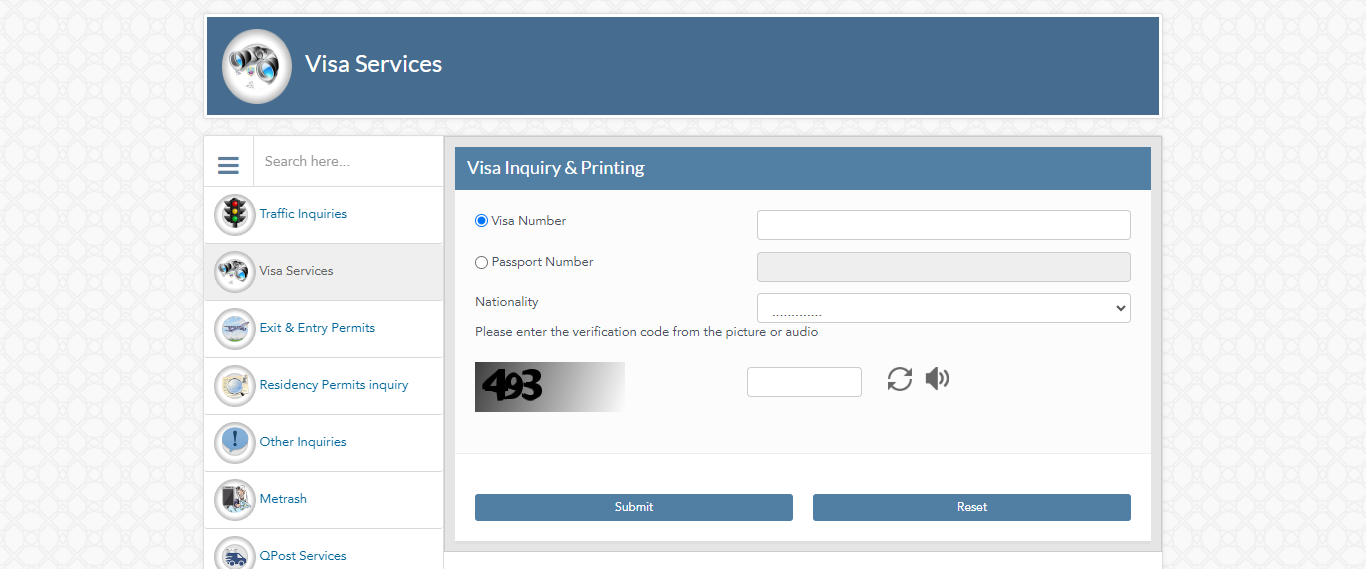 Visa Services
Search here...
Traffic Inquiries
Visa Services
Exit & Entry Permits
Residency Permits inquiry
Other Inquiries
Metrash
QPost Services
Visa Inquiry & Printing
Visa Number
Passport Number
Nationality
.............
Please enter the verification code from the picture or audio
493
Submit
Reset